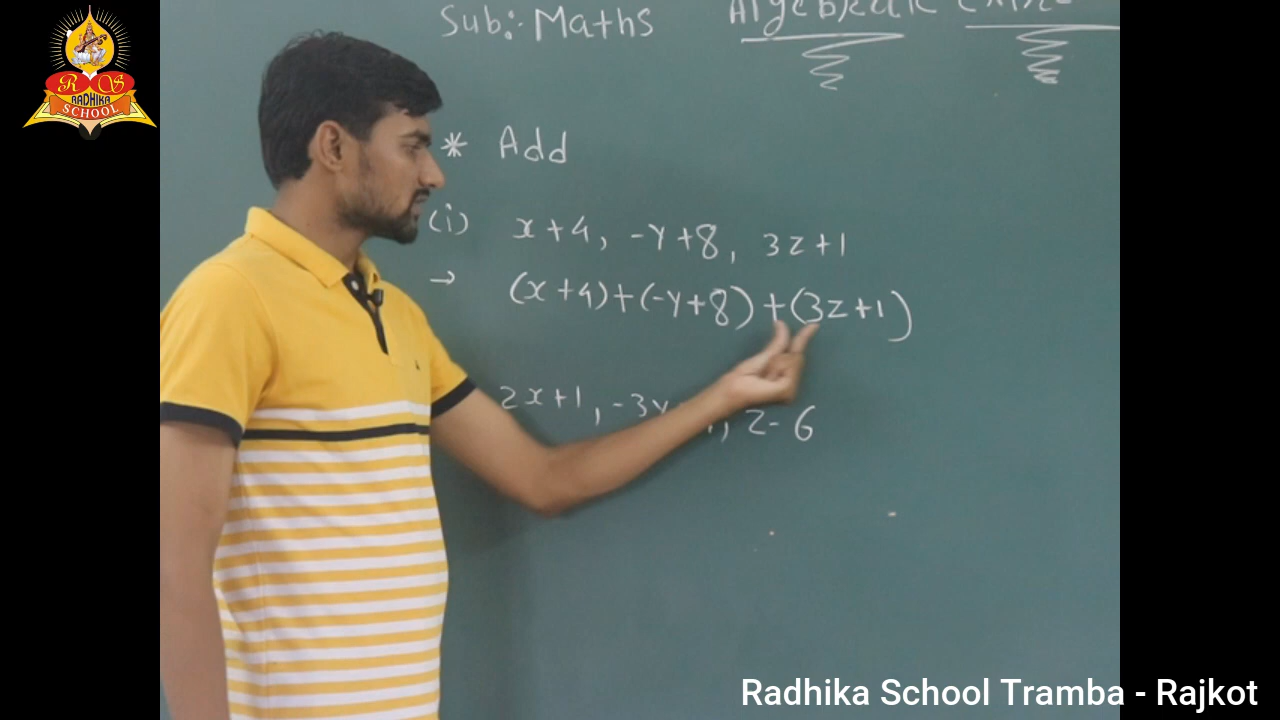 R S
RADHIKA
SCHOOL
Sub:- Maths
* Add
(i) x+4, -y+8, 3z+1
→ (x+4)+(-y+8)+(3z+1)
2x+1, -3y , z-6
Radhika School Tramba - Rajkot